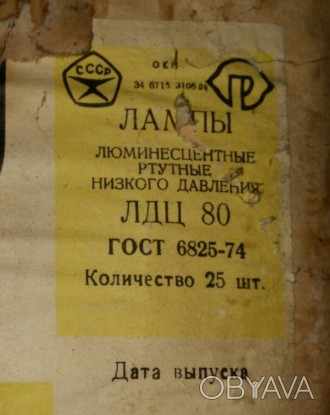 СССР
ОКП
34 6715 3106 04
ЛАМПЫ
ЛЮМИНЕСЦЕНТНЫЕ
РТУТНЫЕ
НИЗКОГО ДАВЛЕНИЯ
ЛДЦ 80
ГОСТ 6825-74
Количество 25 шт.
Дата выпуска
OBYAVA